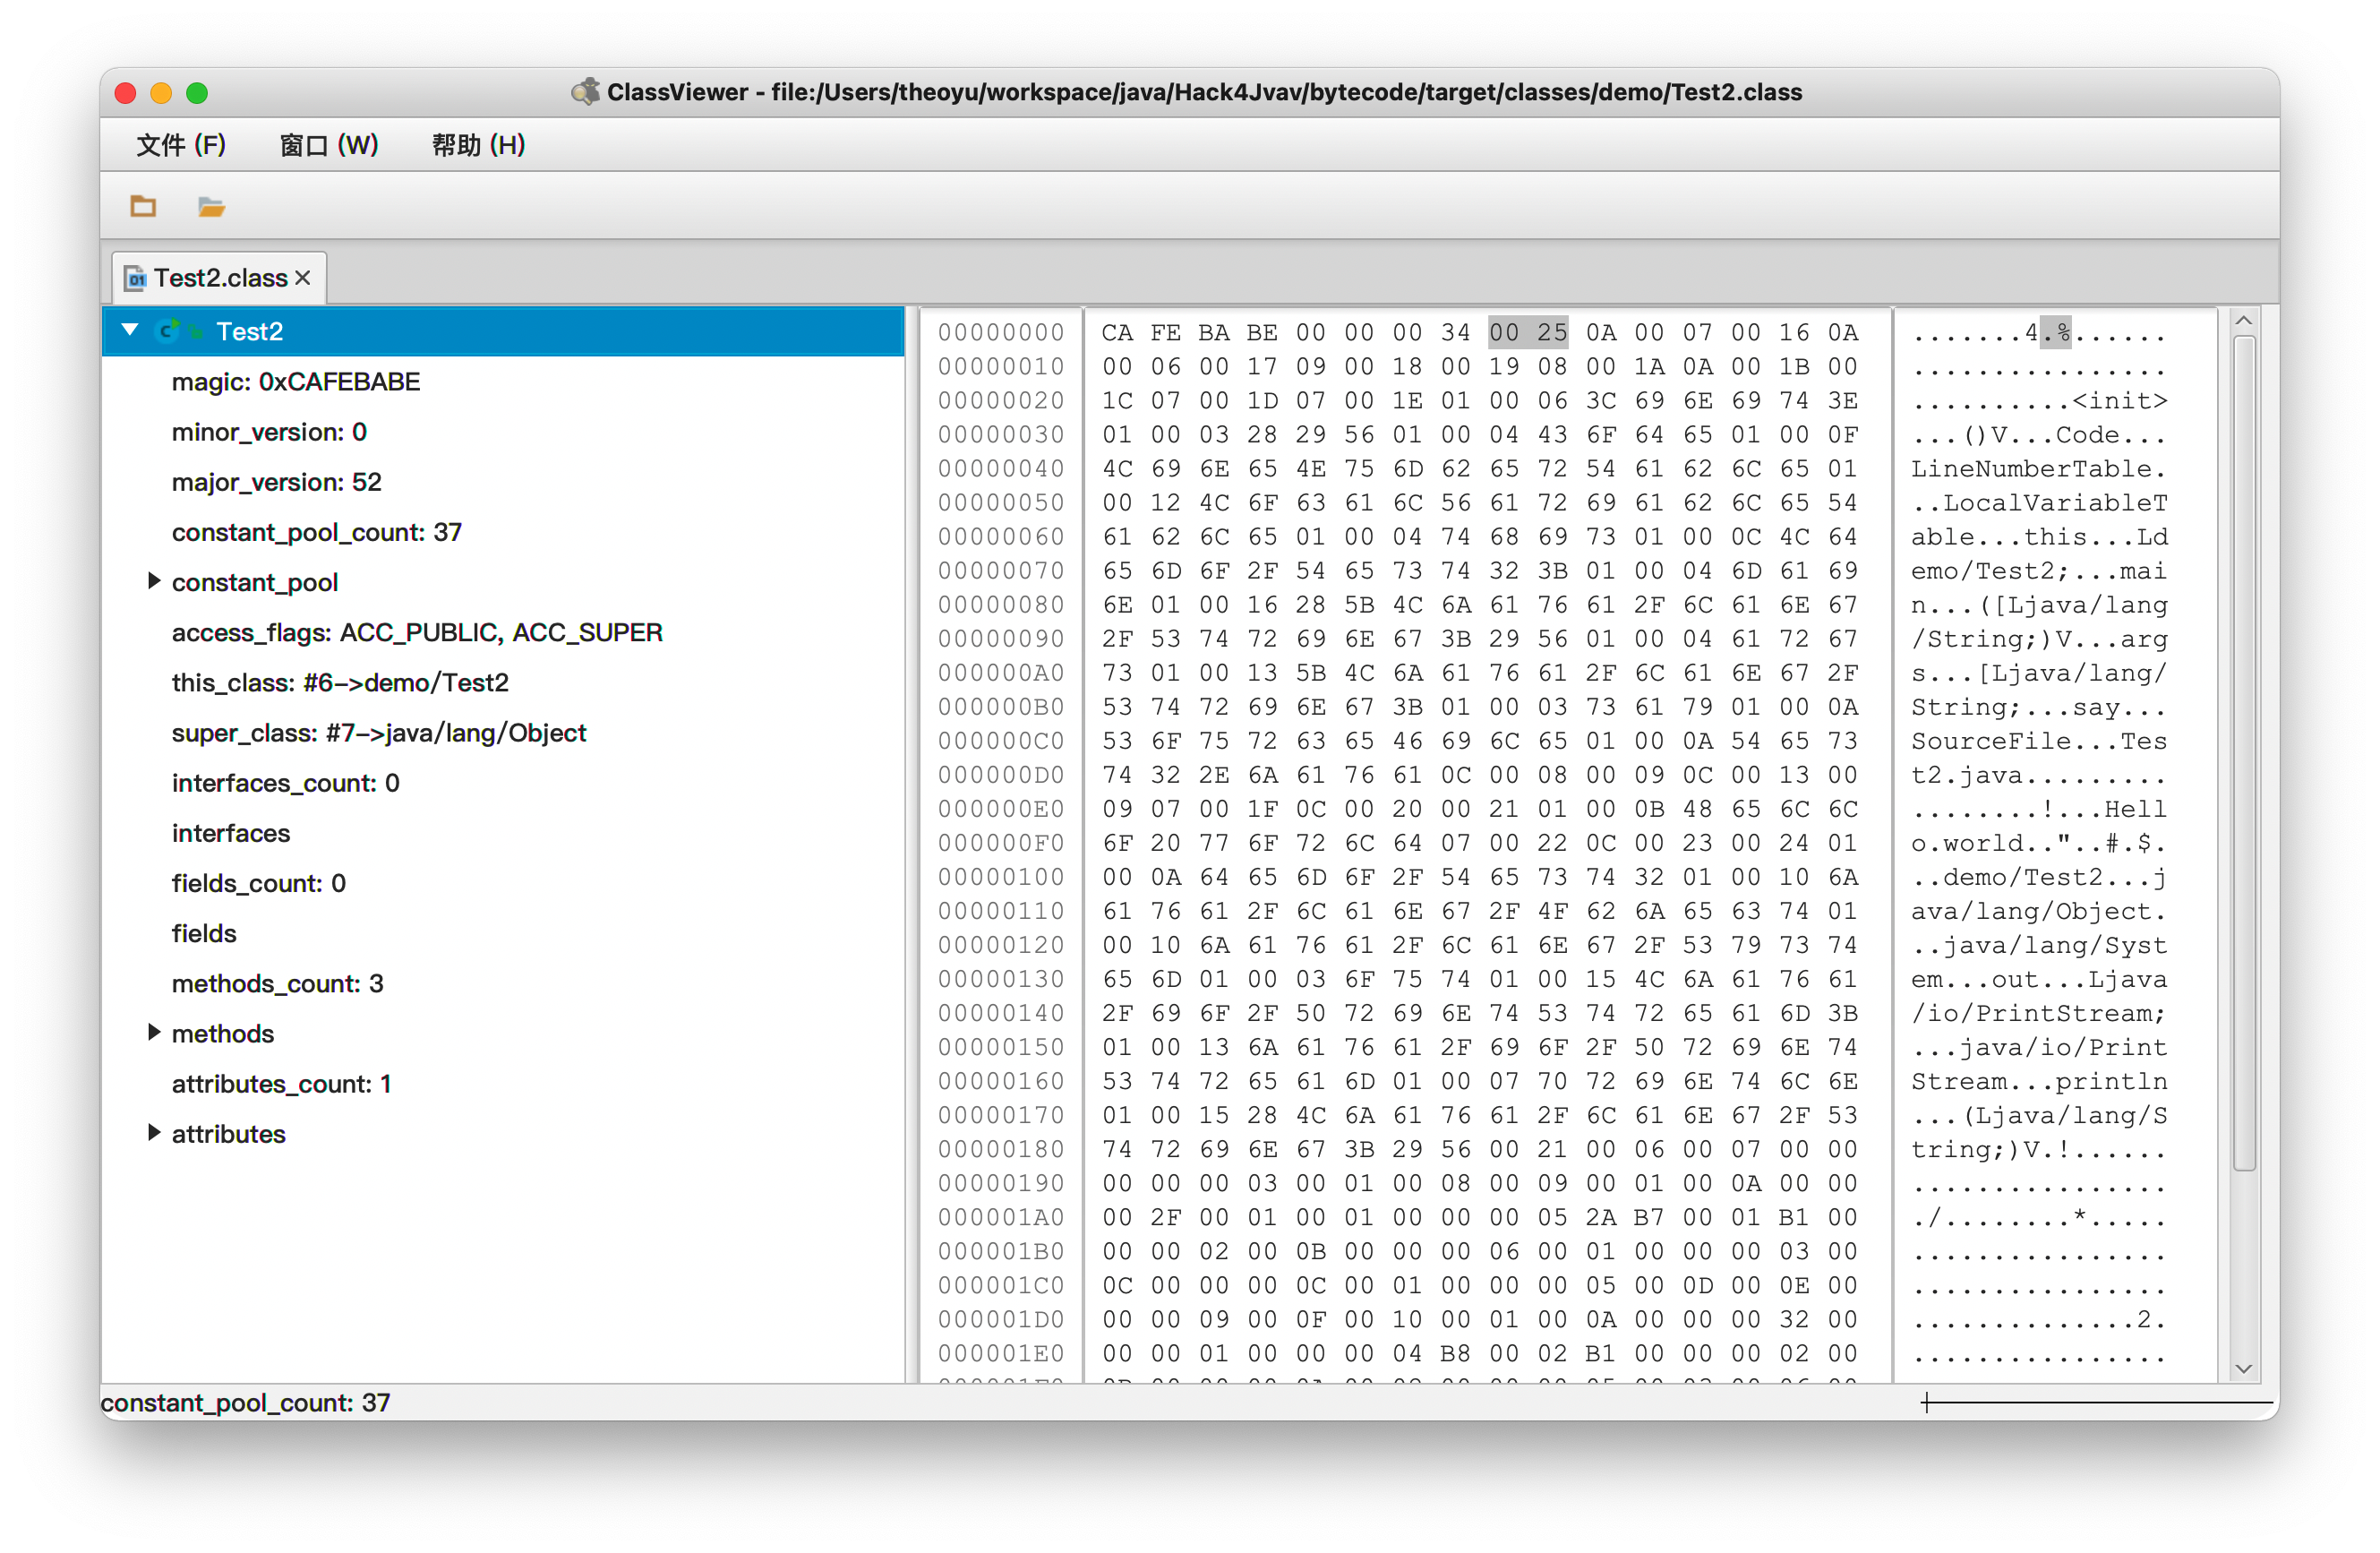 ClassViewer - file:/Users/theoyu/workspace/java/Hack4Jvav/bytecode/target/classes/demo/Test2.class
文件 (F) 窗口 (W) 帮助 (H)
Test2.class
Test2
magic: 0xCAFEBABE
minor_version: 0
major_version: 52
constant_pool_count: 37
constant_pool
access_flags: ACC_PUBLIC, ACC_SUPER
this_class: #6->demo/Test2
super_class: #7->java/lang/Object
interfaces_count: 0
interfaces
fields_count: 0
fields
methods_count: 3
methods
attributes_count: 1
attributes
00000000 CA FE BA BE 00 00 00 34 00 25 0A 00 07 00 16 0A .......4.%......
00000010 00 06 00 17 09 00 18 00 19 08 00 1A 0A 00 1B 00 ................
00000020 1C 07 00 1D 07 00 1E 01 00 06 3C 69 6E 69 74 3E ..........<init>
00000030 01 00 03 28 29 56 01 00 04 43 6F 64 65 01 00 0F ...()V...Code...
00000040 4C 69 6E 65 4E 75 6D 62 65 72 54 61 62 6C 65 01 LineNumberTable.
00000050 00 12 4C 6F 63 61 6C 56 61 72 69 61 62 6C 65 54 ..LocalVariableT
00000060 61 62 6C 65 01 00 04 74 68 69 73 01 00 0C 4C 64 able...this...Ld
00000070 65 6D 6F 2F 54 65 73 74 32 3B 01 00 04 6D 61 69 emo/Test2;...mai
00000080 6E 01 00 16 28 5B 4C 6A 61 76 61 2F 6C 61 6E 67 n...([Ljava/lang
00000090 2F 53 74 72 69 6E 67 3B 29 56 01 00 04 61 72 67 /String;)V...arg
000000A0 73 01 00 13 5B 4C 6A 61 76 61 2F 6C 61 6E 67 2F s...[Ljava/lang/
000000B0 53 74 72 69 6E 67 3B 01 00 03 73 61 79 01 00 0A String;...say...
000000C0 53 6F 75 72 63 65 46 69 6C 65 01 00 0A 54 65 73 SourceFile...Tes
000000D0 74 32 2E 6A 61 76 61 0C 00 08 00 09 0C 00 13 00 t2.java.........
000000E0 09 07 00 1F 0C 00 20 00 21 01 00 0B 48 65 6C 6C ........!...Hell
000000F0 6F 20 77 6F 72 6C 64 07 00 22 0C 00 23 00 24 01 o.world.."..#.$.
00000100 00 0A 64 65 6D 6F 2F 54 65 73 74 32 01 00 10 6A ..demo/Test2...j
00000110 61 76 61 2F 6C 61 6E 67 2F 4F 62 6A 65 63 74 01 ava/lang/Object.
00000120 00 10 6A 61 76 61 2F 6C 61 6E 67 2F 53 79 73 74 ..java/lang/Syst
00000130 65 6D 01 00 03 6F 75 74 01 00 15 4C 6A 61 76 61 em...out...Ljava
00000140 2F 69 6F 2F 50 72 69 6E 74 53 74 72 65 61 6D 3B /io/PrintStream;
00000150 01 00 13 6A 61 76 61 2F 69 6F 2F 50 72 69 6E 74 ...java/io/Print
00000160 53 74 72 65 61 6D 01 00 07 70 72 69 6E 74 6C 6E Stream...println
00000170 01 00 15 28 4C 6A 61 76 61 2F 6C 61 6E 67 2F 53 ...(Ljava/lang/S
00000180 74 72 69 6E 67 3B 29 56 00 21 00 06 00 07 00 00 tring;)V.!......
00000190 00 00 00 03 00 01 00 08 00 09 00 01 00 0A 00 00 ................
000001A0 00 2F 00 01 00 01 00 00 00 05 2A B7 00 01 B1 00 ./........*.....
000001B0 00 00 02 00 0B 00 00 00 06 00 01 00 00 00 03 00 ................
000001C0 0C 00 00 00 0C 00 01 00 00 00 05 00 0D 00 0E 00 ................
000001D0 00 00 09 00 0F 00 10 00 01 00 0A 00 00 00 32 00 ..............2.
000001E0 00 00 01 00 00 00 04 B8 00 02 B1 00 00 00 02 00 ................
constant_pool_count: 37